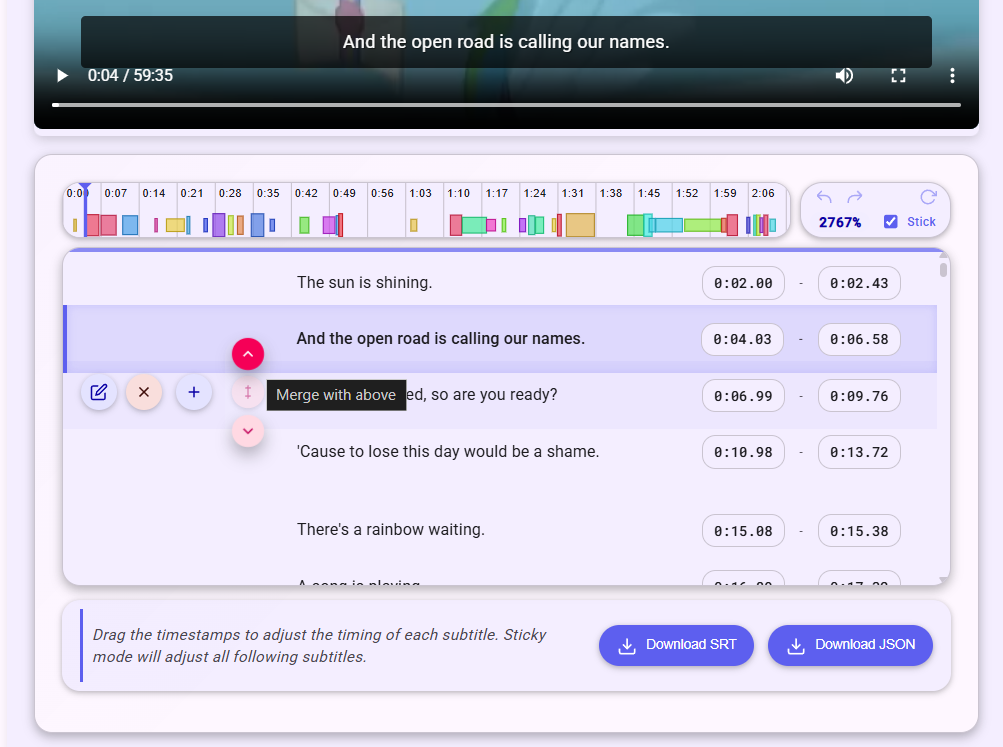 And the open road is calling our names.
0:04 / 59:35
0:07 0:14 0:21 0:28 0:35 0:42 0:49 0:56 1:03 1:10 1:17 1:24 1:31 1:38 1:45 1:52 1:59 2:06
2767% Stick
The sun is shining. 0:02.00 - 0:02.43
And the open road is calling our names. 0:04.03 - 0:06.58
Merge with above ed, so are you ready? 0:06.99 - 0:09.76
'Cause to lose this day would be a shame. 0:10.98 - 0:13.72
There's a rainbow waiting. 0:15.08 - 0:15.38
A song is playing
Drag the timestamps to adjust the timing of each subtitle. Sticky
mode will adjust all following subtitles.
Download SRT Download JSON